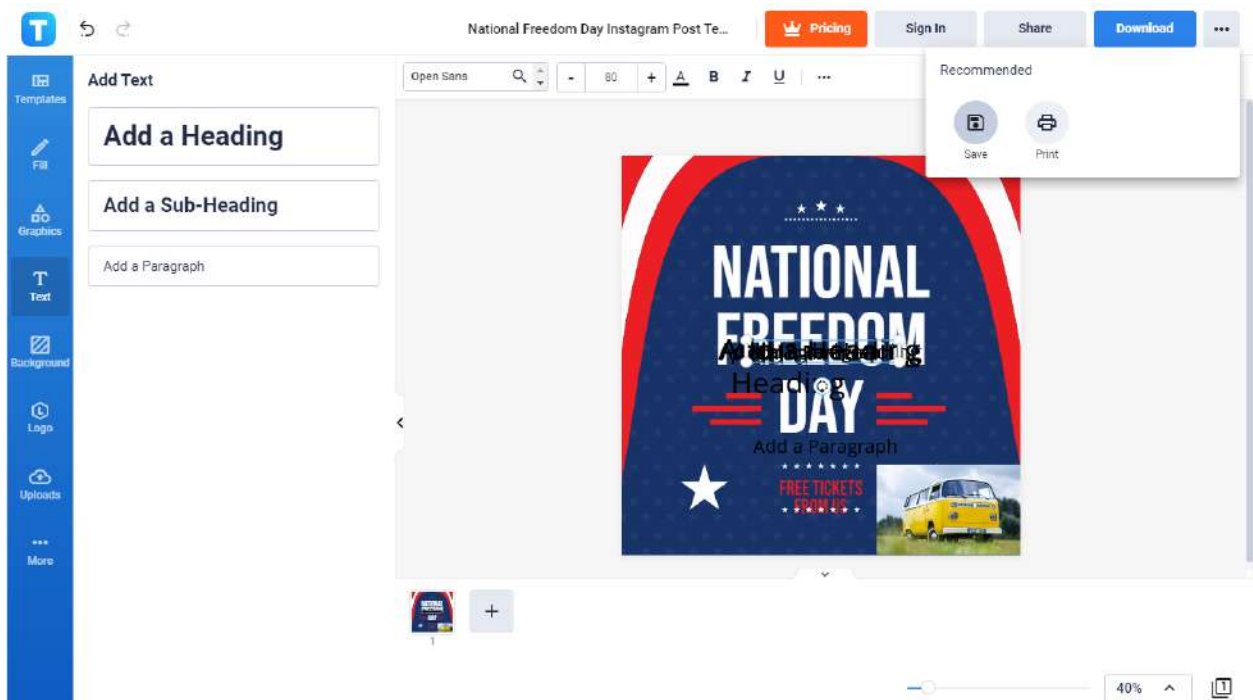 T
National Freedom Day Instagram Post Te...
Pricing
Sign In
Share
Download
Templates
Fill
Graphics
Text
Background
Logo
Uploads
More
Add Text
Add a Heading
Add a Sub-Heading
Add a Paragraph
Open Sans
- 80 +
A B I U
Recommended
Save
Print
NATIONAL
FREEDOM
Heading
DAY
Add a Paragraph
FREE TICKETS
FROM US
1
+
40%
1